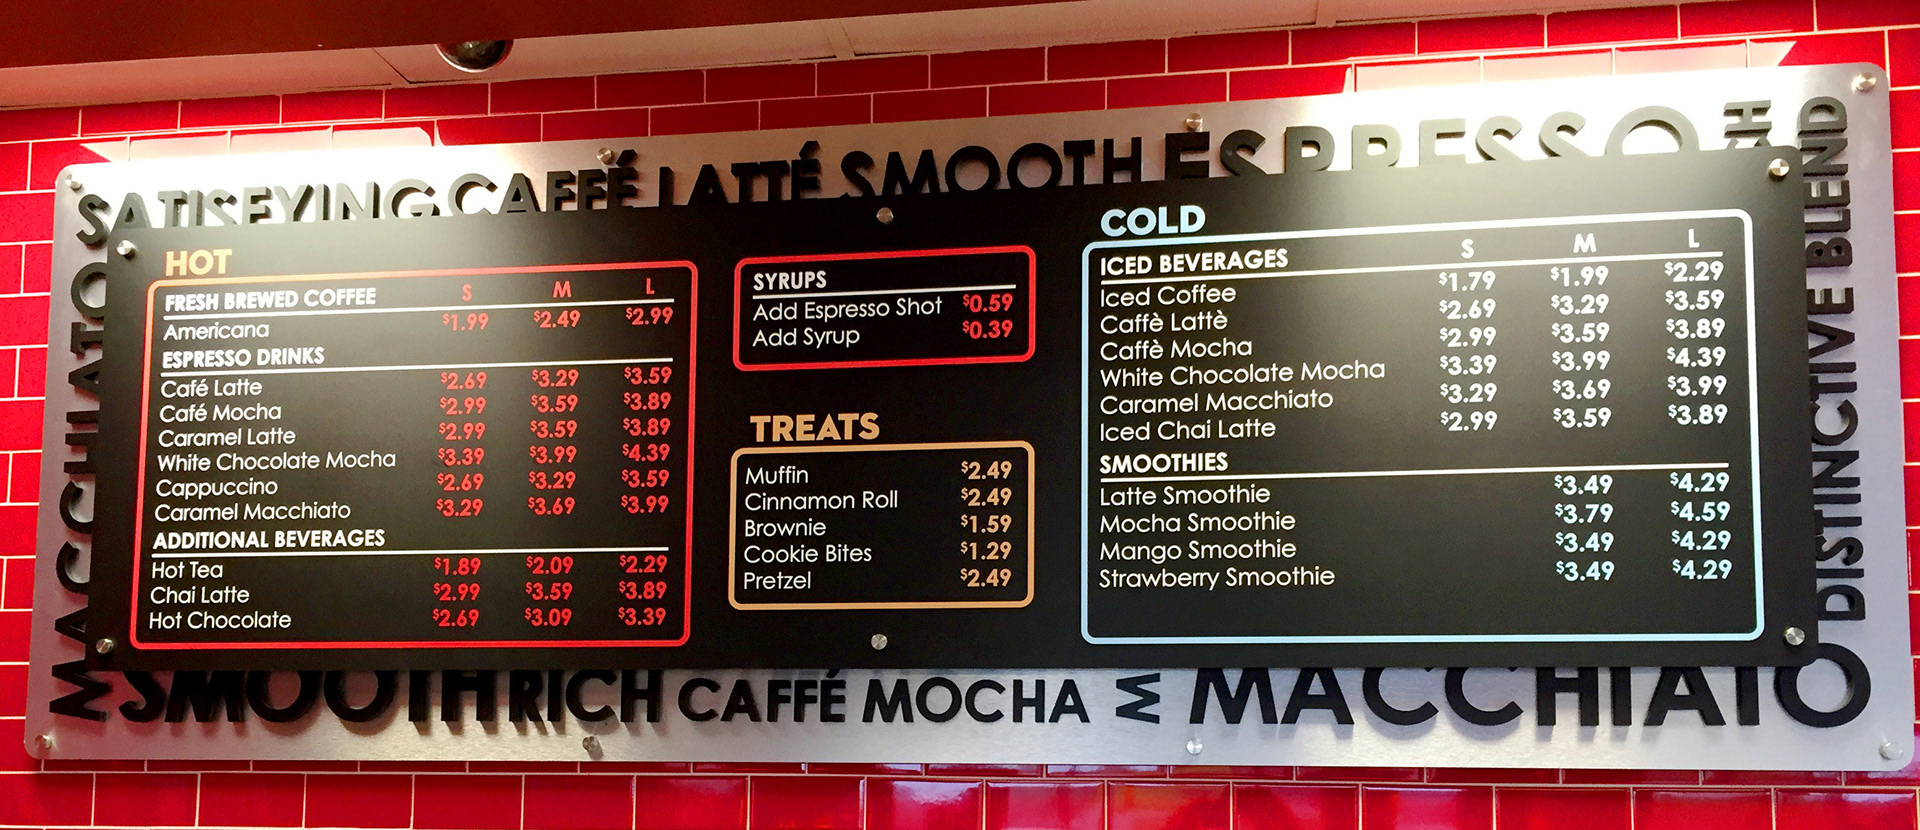 SATISFYING CAFFÉ LATTÉ SMOOTH ESPRESSO
DISTINCTIVE BLEND
MACCHIATO
HOT
FRESH BREWED COFFEE S M L
Americana $1.99 $2.49 $2.99
ESPRESSO DRINKS
Café Latte $2.69 $3.29 $3.59
Café Mocha $2.99 $3.59 $3.89
Caramel Latte $2.99 $3.59 $3.89
White Chocolate Mocha $3.39 $3.99 $4.39
Cappuccino $2.69 $3.29 $3.59
Caramel Macchiato $3.29 $3.69 $3.99
ADDITIONAL BEVERAGES
Hot Tea $1.89 $2.09 $2.29
Chai Latte $2.99 $3.59 $3.89
Hot Chocolate $2.69 $3.09 $3.39
SYRUPS
Add Espresso Shot $0.59
Add Syrup $0.39
TREATS
Muffin $2.49
Cinnamon Roll $2.49
Brownie $1.59
Cookie Bites $1.29
Pretzel $2.49
COLD
ICED BEVERAGES S M L
Iced Coffee $1.79 $1.99 $2.29
Caffè Lattè $2.69 $3.29 $3.59
Caffè Mocha $2.99 $3.59 $3.89
White Chocolate Mocha $3.39 $3.99 $4.39
Caramel Macchiato $3.29 $3.69 $3.99
Iced Chai Latte $2.99 $3.59 $3.89
SMOOTHIES
Latte Smoothie $3.49 $4.29
Mocha Smoothie $3.79 $4.59
Mango Smoothie $3.49 $4.29
Strawberry Smoothie $3.49 $4.29
SMOOTH RICH CAFFÉ MOCHA MACCHIATO